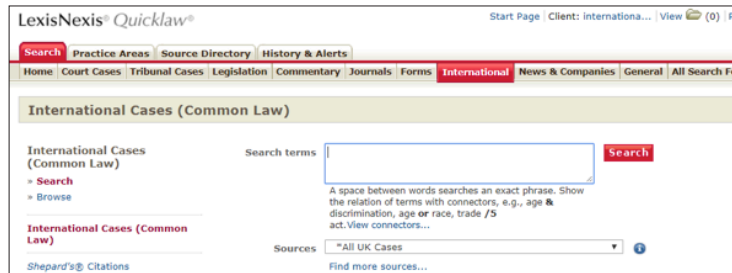 LexisNexis® Quicklaw®
Start Page Client: internationa... View (0)
Search Practice Areas Source Directory History & Alerts
Home Court Cases Tribunal Cases Legislation Commentary Journals Forms International News & Companies General All Search F
International Cases (Common Law)
International Cases
(Common Law)
» Search
» Browse
International Cases (Common
Law)
Shepard's® Citations
Search terms
Search
A space between words searches an exact phrase. Show
the relation of terms with connectors, e.g., age &
discrimination, age or race, trade /5
act. View connectors...
Sources "All UK Cases
Find more sources...